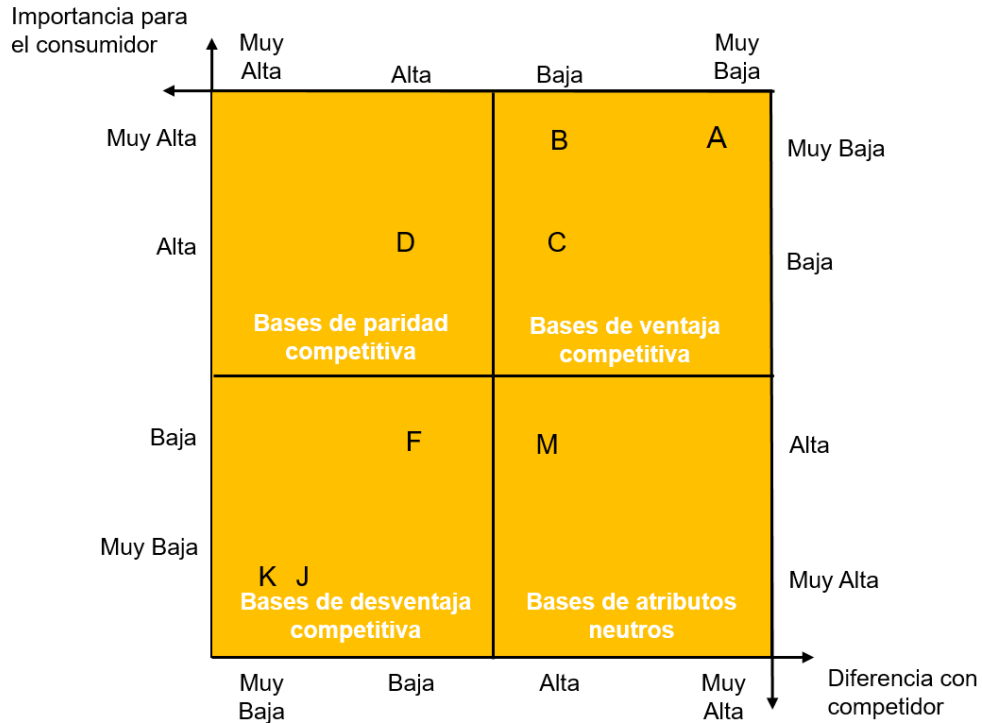 Importancia para
el consumidor
Muy
Alta
Alta
Baja
Muy
Baja
Muy Alta
B
A
Muy Baja
Alta
D
C
Baja
Bases de paridad
competitiva
Bases de ventaja
competitiva
Baja
F
M
Alta
Muy Baja
K J
Muy Alta
Bases de desventaja
competitiva
Bases de atributos
neutros
Muy
Baja
Baja
Alta
Muy
Alta
Diferencia con
competidor